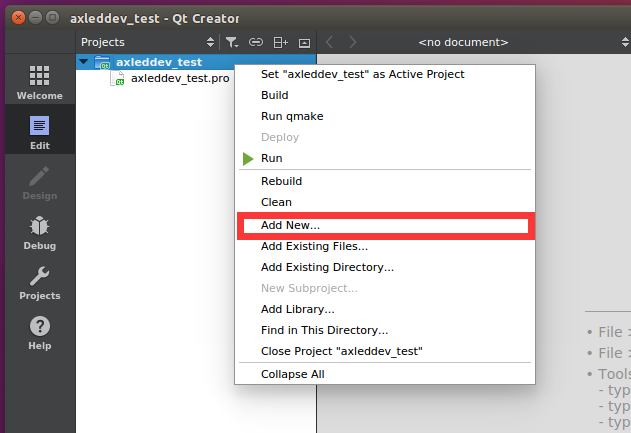 axleddev_test - Qt Creator
Projects
<no document>
Welcome
Edit
Design
Debug
Projects
Help
axleddev_test
axleddev_test.pro
Set "axleddev_test" as Active Project
Build
Run qmake
Deploy
Run
Rebuild
Clean
Add New...
Add Existing Files...
Add Existing Directory...
New Subproject...
Add Library...
Find in This Directory...
Close Project "axleddev_test"
Collapse All
• File >
• File >
• Tools
- typ
- typ
- typ